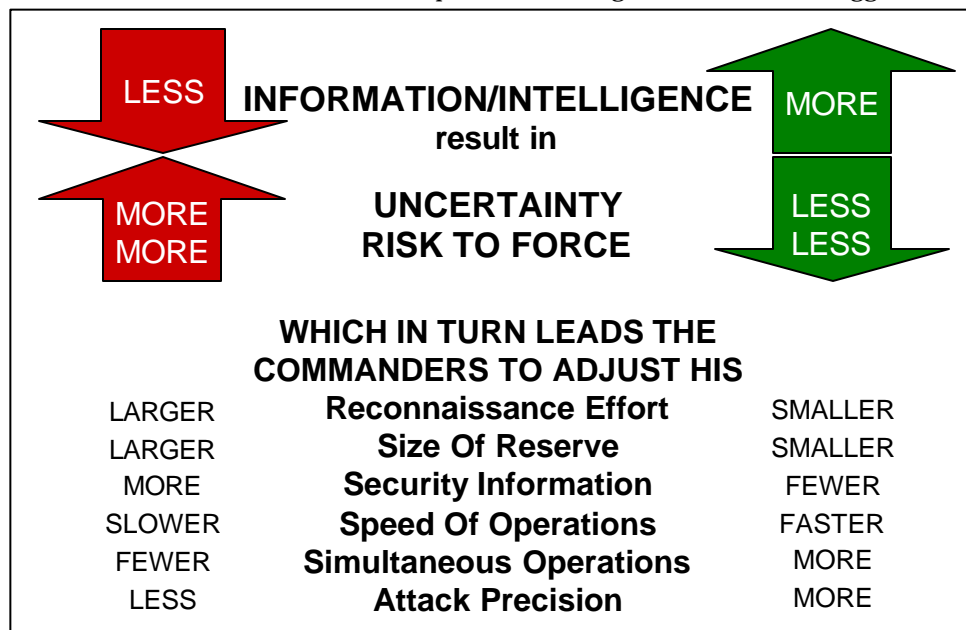 LESS INFORMATION/INTELLIGENCE MORE
result in
MORE UNCERTAINTY LESS
MORE RISK TO FORCE LESS
WHICH IN TURN LEADS THE
COMMANDERS TO ADJUST HIS
LARGER Reconnaissance Effort SMALLER
LARGER Size Of Reserve SMALLER
MORE Security Information FEWER
SLOWER Speed Of Operations FASTER
FEWER Simultaneous Operations MORE
LESS Attack Precision MORE